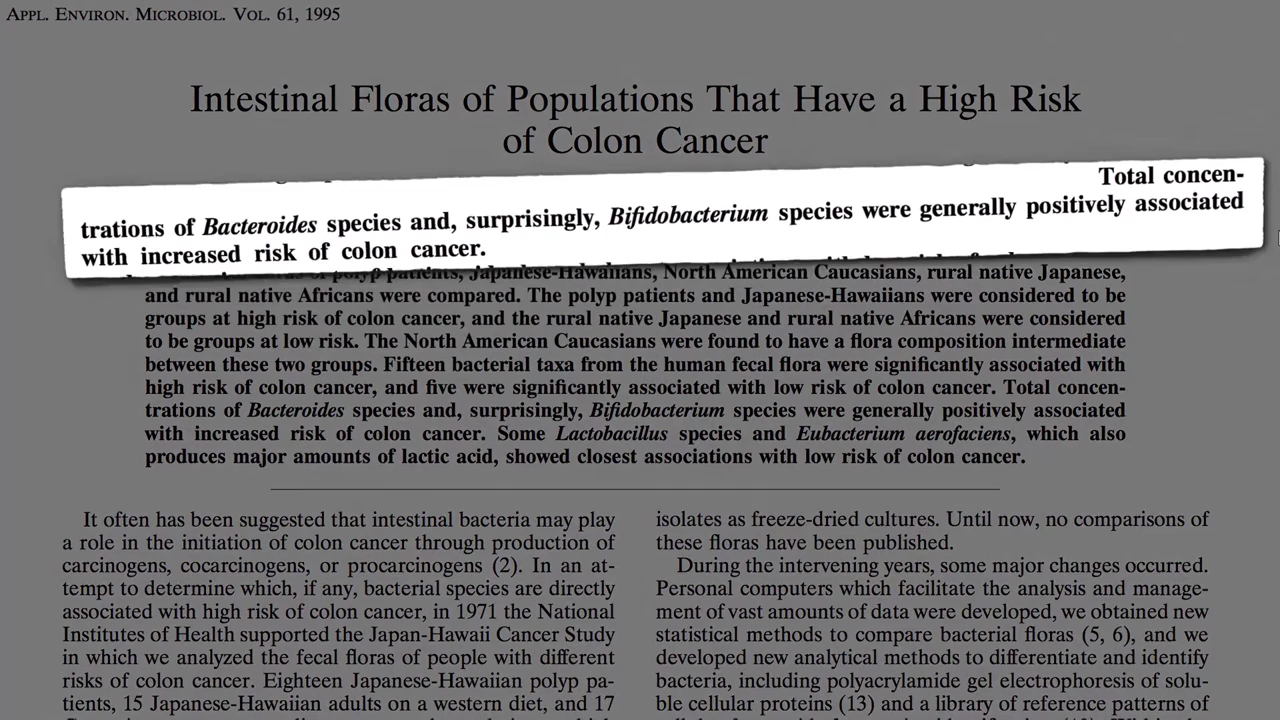 APPL. ENVIRON. MICROBIOL. VOL. 61, 1995
Intestinal Floras of Populations That Have a High Risk
of Colon Cancer
Total concen-
trations of Bacteroides species and, surprisingly, Bifidobacterium species were generally positively associated
with increased risk of colon cancer.
polyp patients, Japanese-Hawaiians, North American Caucasians, rural native Japanese,
and rural native Africans were compared. The polyp patients and Japanese-Hawaiians were considered to be
groups at high risk of colon cancer, and the rural native Japanese and rural native Africans were considered
to be groups at low risk. The North American Caucasians were found to have a flora composition intermediate
between these two groups. Fifteen bacterial taxa from the human fecal flora were significantly associated with
high risk of colon cancer, and five were significantly associated with low risk of colon cancer. Total concen-
trations of Bacteroides species and, surprisingly, Bifidobacterium species were generally positively associated
with increased risk of colon cancer. Some Lactobacillus species and Eubacterium aerofaciens, which also
produces major amounts of lactic acid, showed closest associations with low risk of colon cancer.
It often has been suggested that intestinal bacteria may play
a role in the initiation of colon cancer through production of
carcinogens, cocarcinogens, or procarcinogens (2). In an at-
tempt to determine which, if any, bacterial species are directly
associated with high risk of colon cancer, in 1971 the National
Institutes of Health supported the Japan-Hawaii Cancer Study
in which we analyzed the fecal floras of people with different
risks of colon cancer. Eighteen Japanese-Hawaiian polyp pa-
tients, 15 Japanese-Hawaiian adults on a western diet, and 17
isolates as freeze-dried cultures. Until now, no comparisons of
these floras have been published.
During the intervening years, some major changes occurred.
Personal computers which facilitate the analysis and manage-
ment of vast amounts of data were developed, we obtained new
statistical methods to compare bacterial floras (5, 6), and we
developed new analytical methods to differentiate and identify
bacteria, including polyacrylamide gel electrophoresis of solu-
ble cellular proteins (13) and a library of reference patterns of